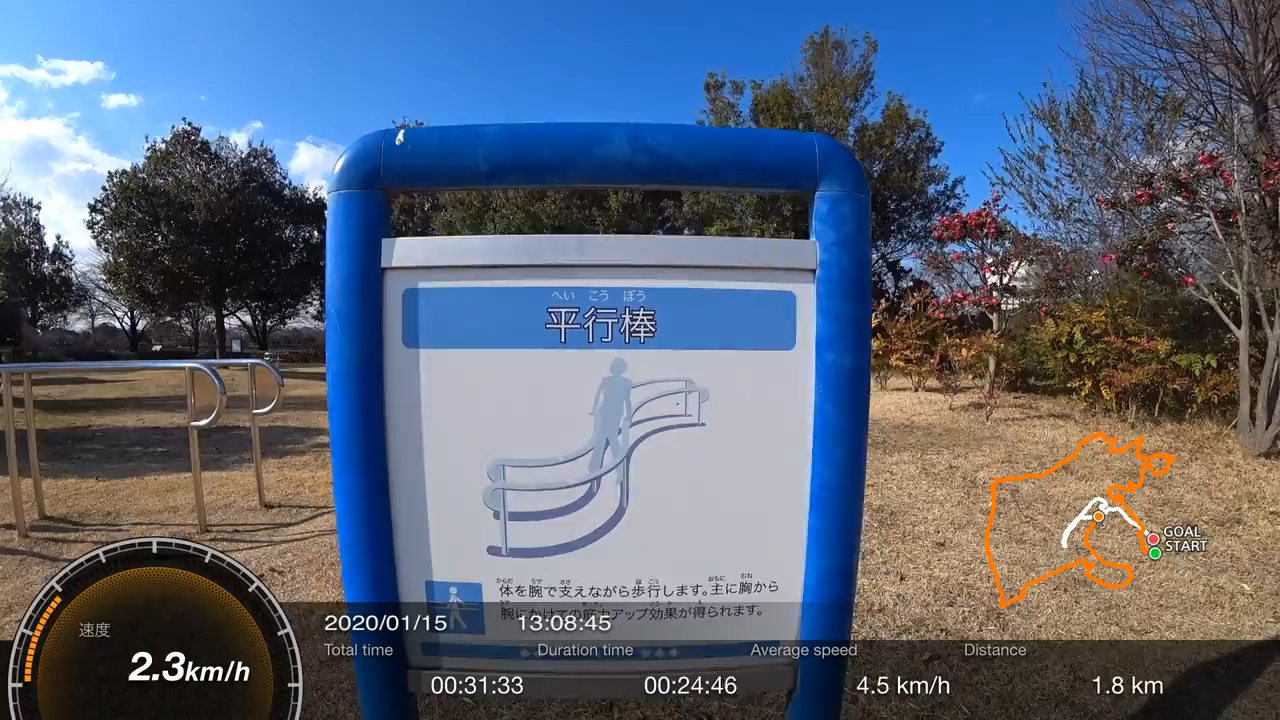 へい こう ぼう
平行棒
からだ うで ささ ほ こう おもに むね
体を腕で支えながら歩行します。主に胸から
腕にかけての筋力アップ効果が得られます。
GOAL
START
速度
2.3km/h
2020/01/15 13:08:45
Total time Duration time Average speed Distance
00:31:33 00:24:46 4.5 km/h 1.8 km